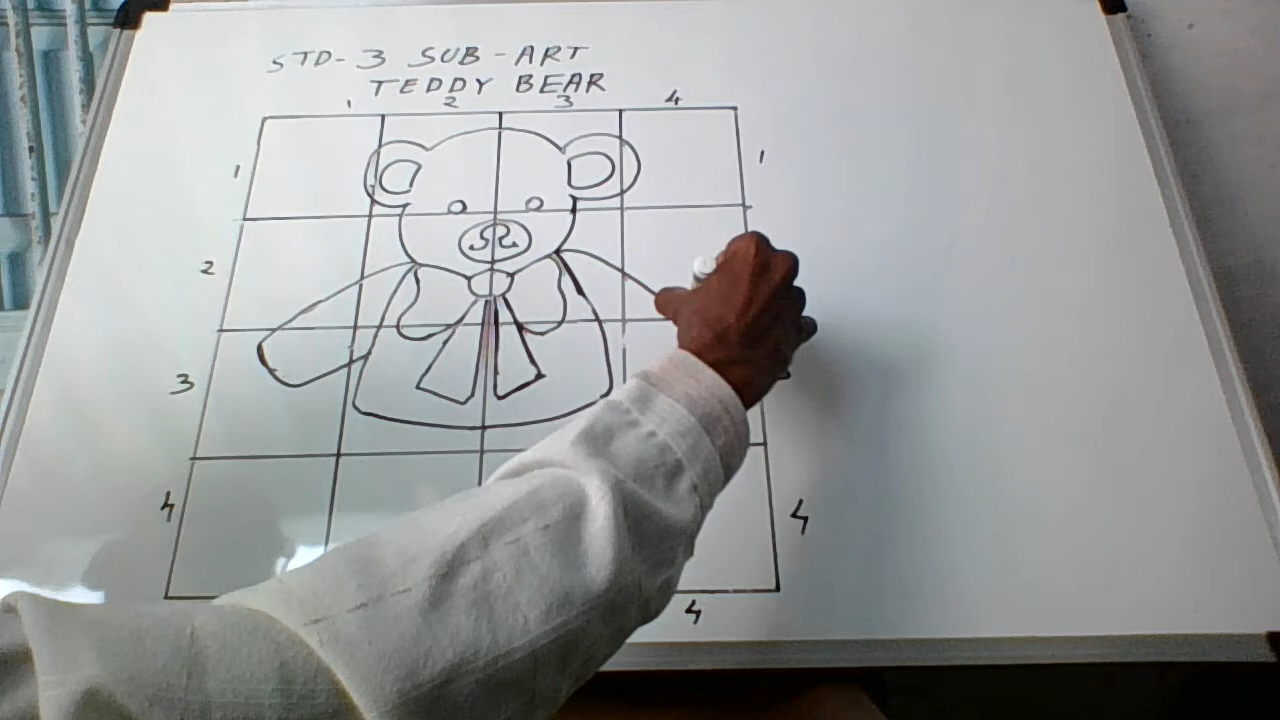 STD-3 SUB-ART
TEDDY BEAR
1 2 3 4
1 1
2
3
4 4
4